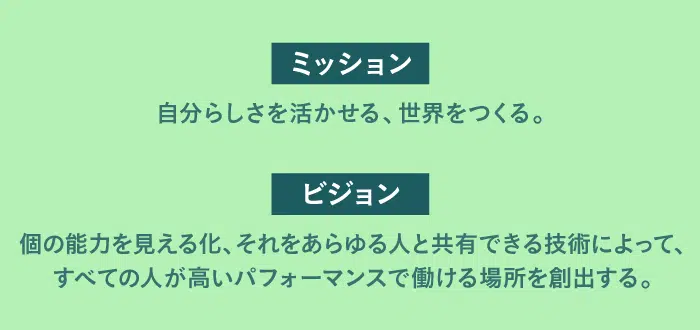 ミッション
自分らしさを活かせる、世界をつくる。
ビジョン
個の能力を見える化、それをあらゆる人と共有できる技術によって、
すべての人が高いパフォーマンスで働ける場所を創出する。